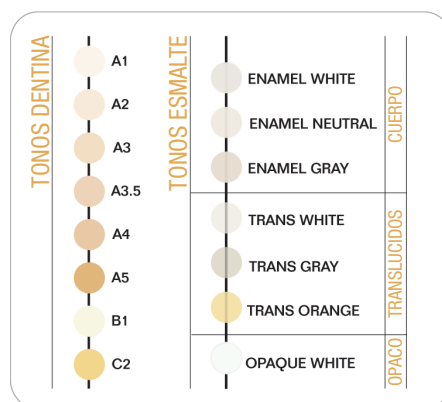 TONOS DENTINA
A1
A2
A3
A3.5
A4
A5
B1
C2
TONOS ESMALTE
ENAMEL WHITE
ENAMEL NEUTRAL
ENAMEL GRAY
CUERPO
TRANS WHITE
TRANS GRAY
TRANS ORANGE
TRANSLUCIDOS
OPAQUE WHITE
OPACO